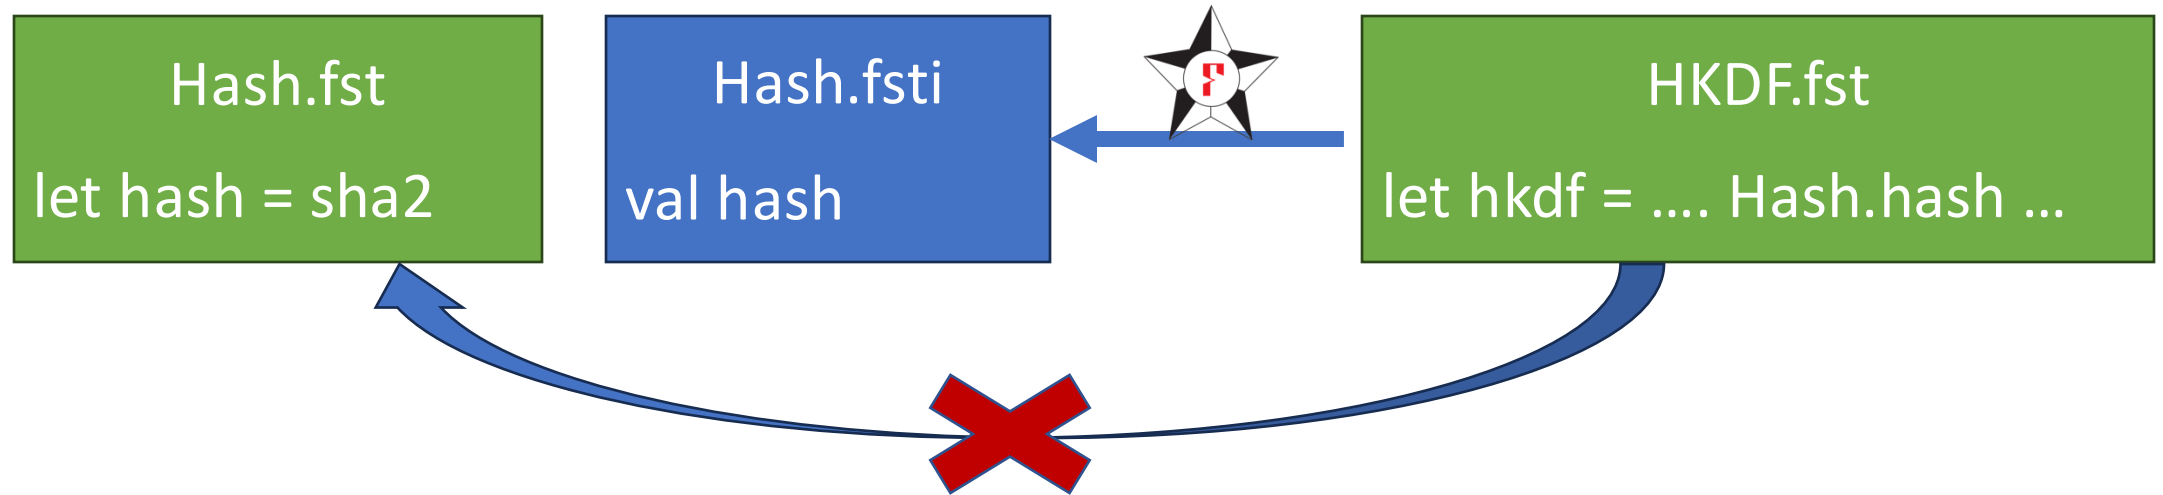 Hash.fst
let hash = sha2
Hash.fsti
val hash
F
HKDF.fst
let hkdf = .... Hash.hash ...